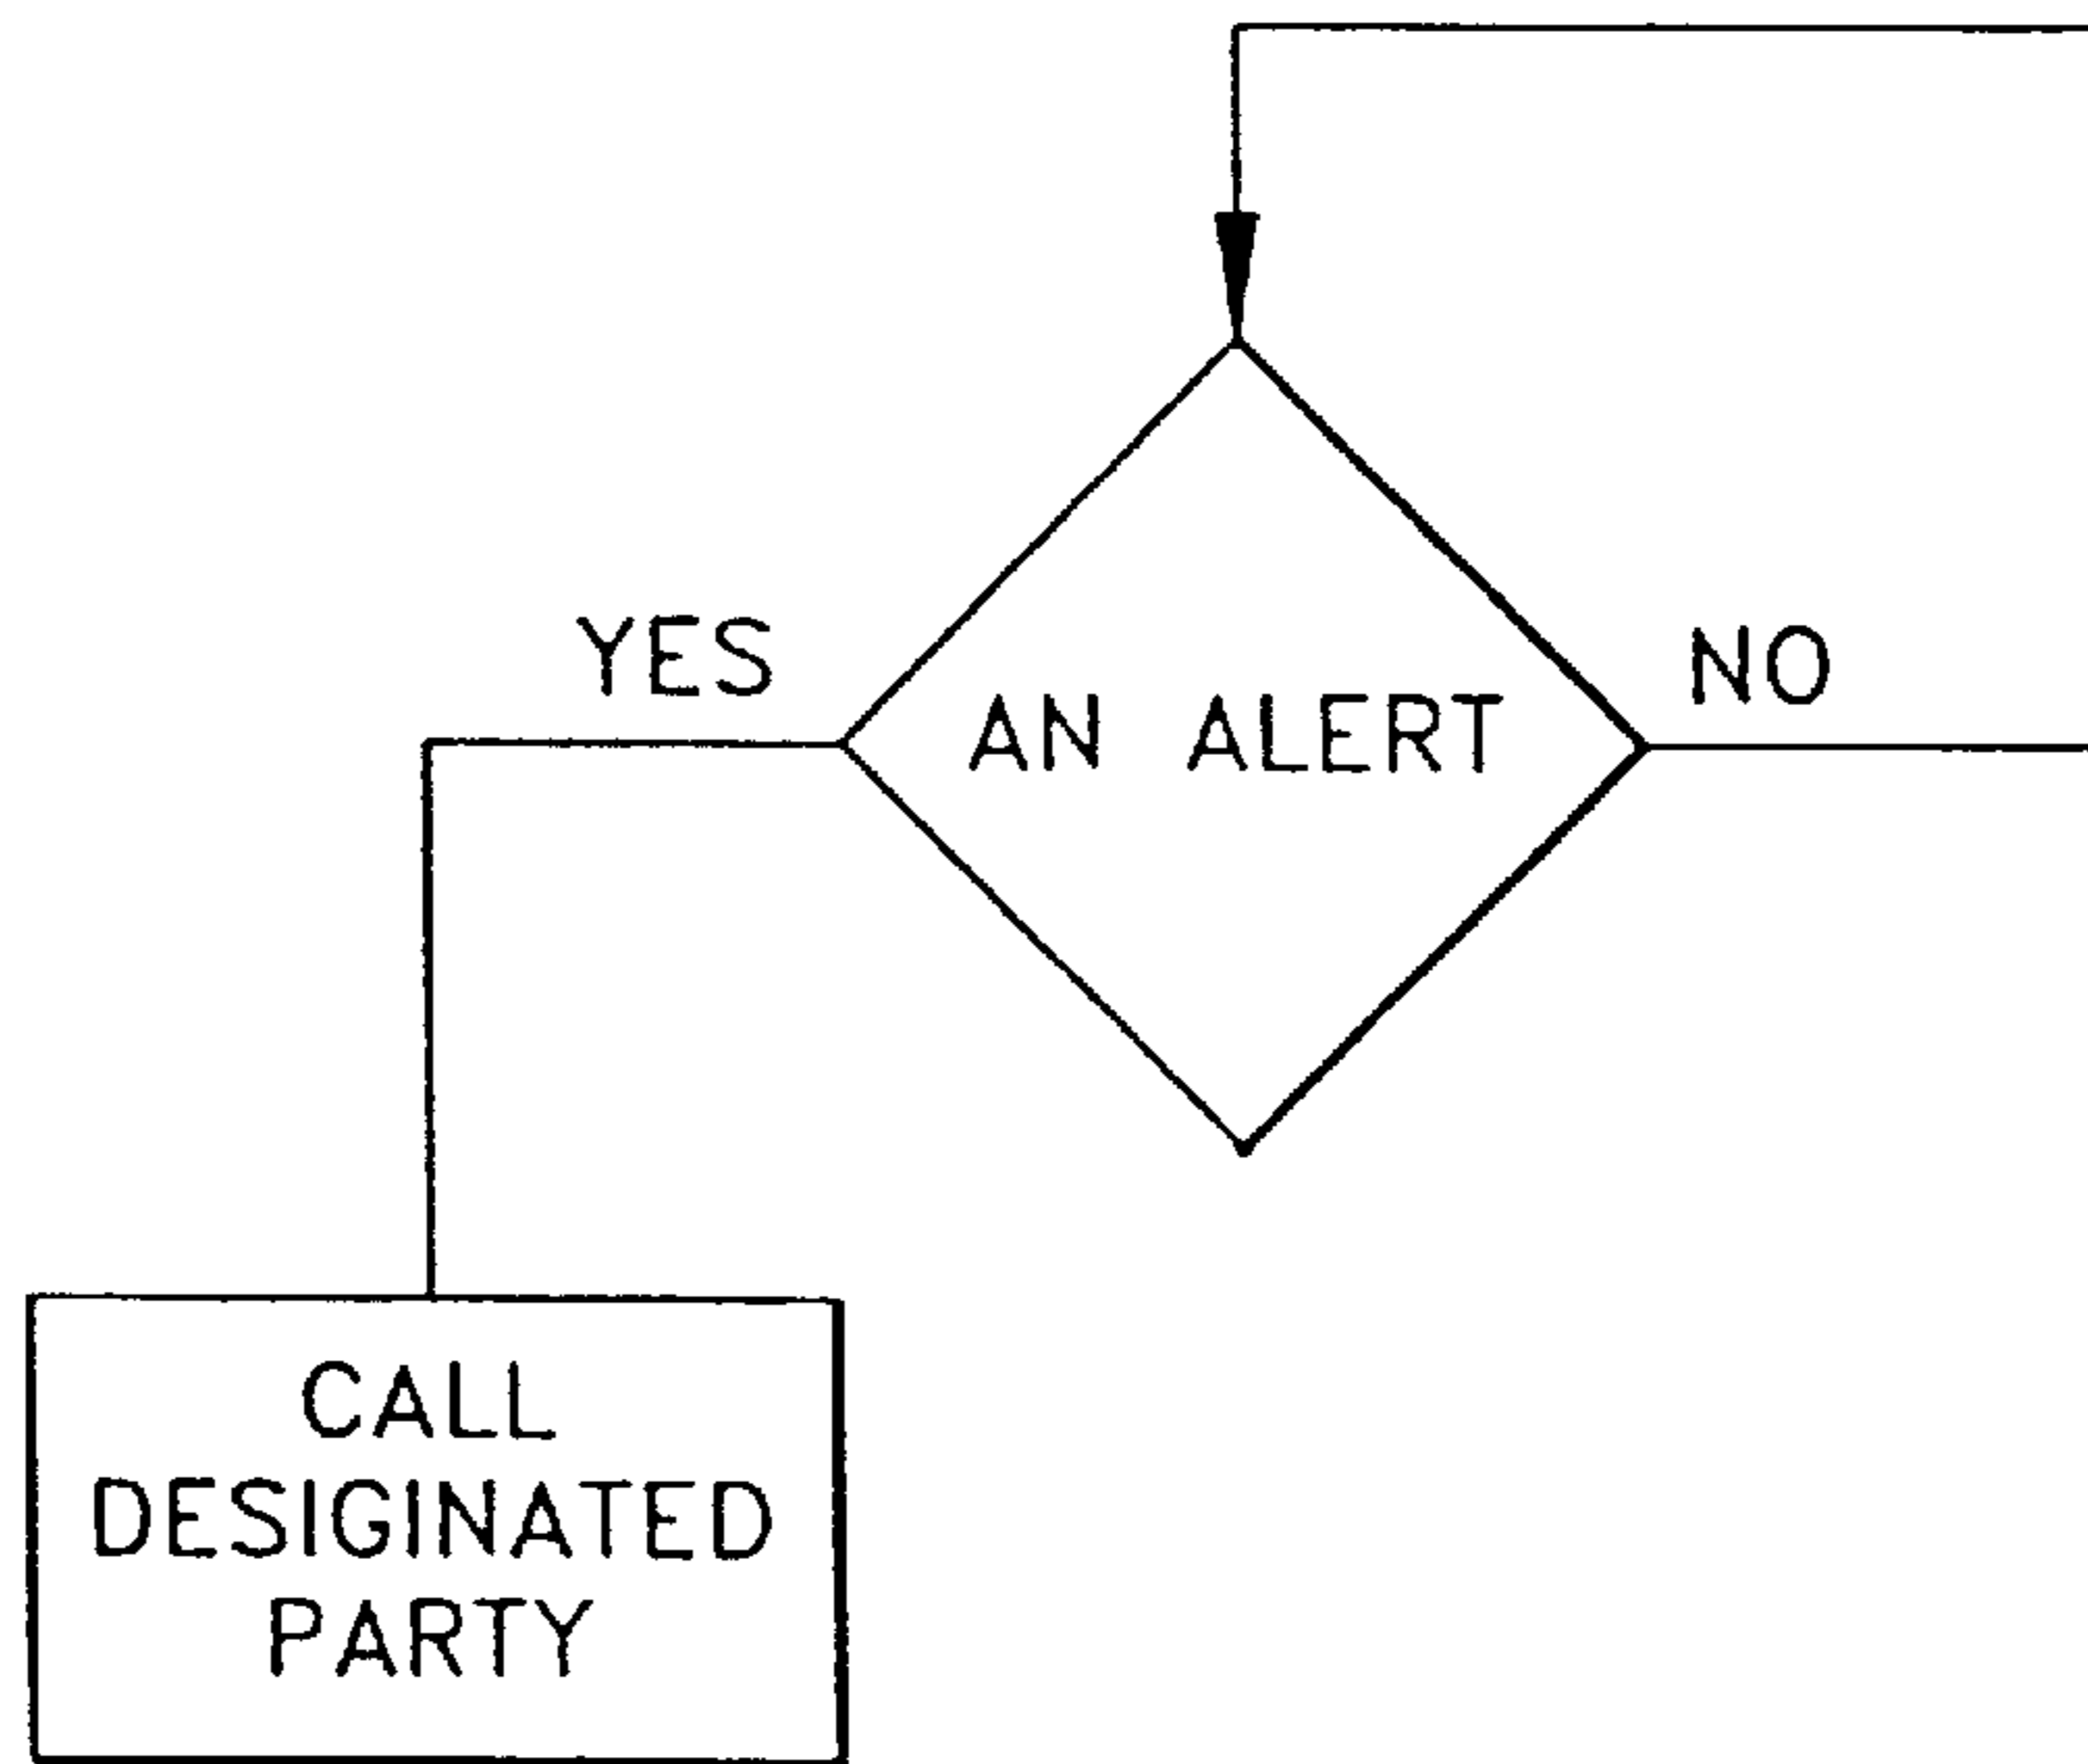 YES
AN ALERT
NO
CALL
DESIGINATED
PARTY